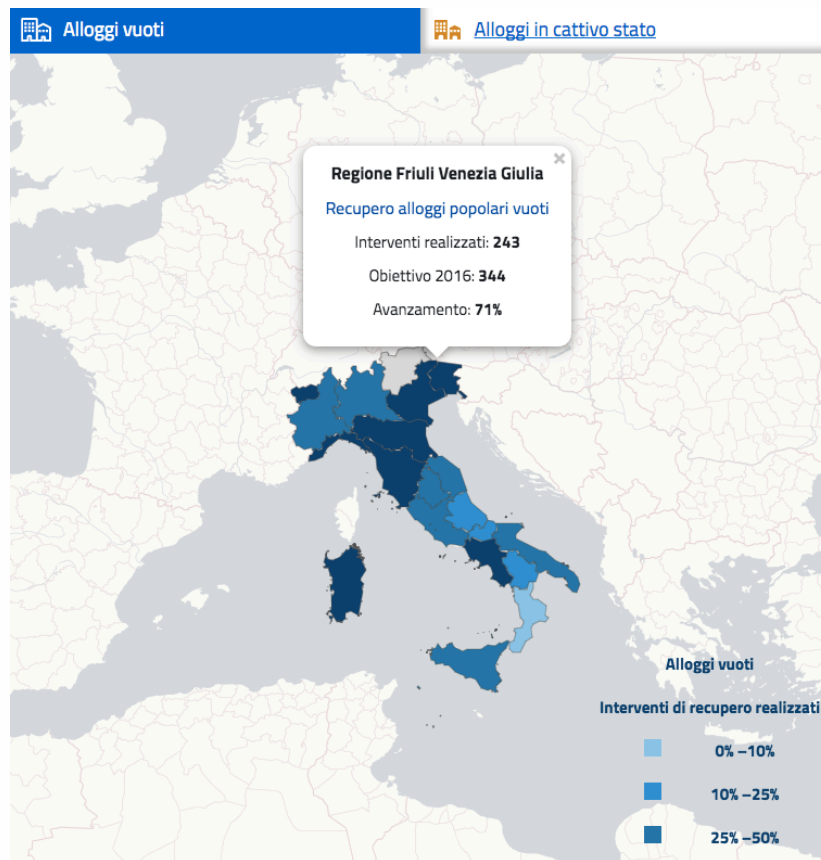 Alloggi vuoti
Alloggi in cattivo stato
×
Regione Friuli Venezia Giulia
Recupero alloggi popolari vuoti
Interventi realizzati: 243
Obiettivo 2016: 344
Avanzamento: 71%
Alloggi vuoti
Interventi di recupero realizzati
0% –10%
10% –25%
25% –50%